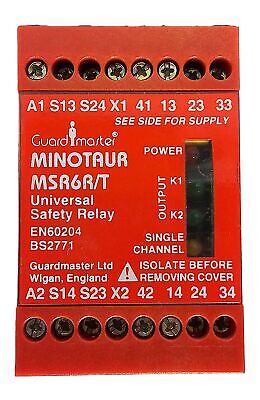 A1 S13 S24 X1 41 13 23 33
SEE SIDE FOR SUPPLY
Guardmaster®
MINOTAUR
MSR6R/T
Universal
Safety Relay
EN60204
BS2771
POWER
OUTPUT
K1
K2
SINGLE
CHANNEL
Guardmaster Ltd
Wigan, England
ISOLATE BEFORE
REMOVING COVER
A2 S14 S23 X2 42 14 24 34